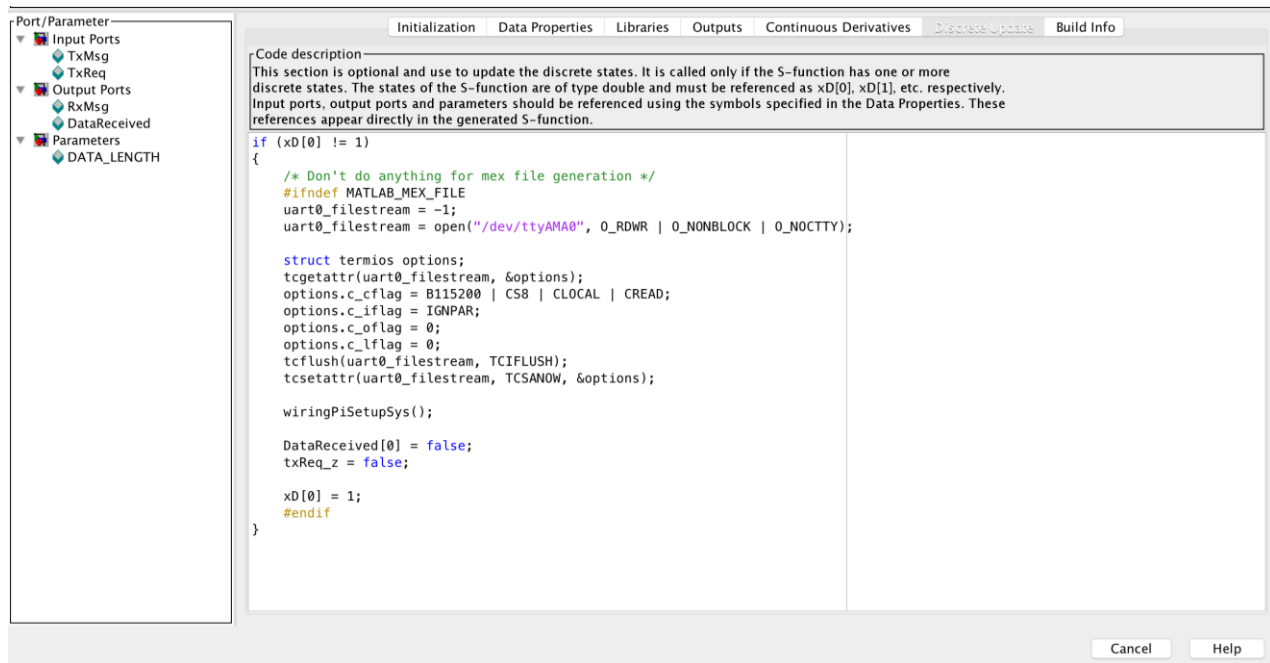 Port/Parameter
Input Ports
TxMsg
TxReq
Output Ports
RxMsg
DataReceived
Parameters
DATA_LENGTH
Initialization Data Properties Libraries Outputs Continuous Derivatives Discrete Update Build Info
Code description
This section is optional and use to update the discrete states. It is called only if the S-function has one or more
discrete states. The states of the S-function are of type double and must be referenced as xD[0], xD[1], etc. respectively.
Input ports, output ports and parameters should be referenced using the symbols specified in the Data Properties. These
references appear directly in the generated S-function.
if (xD[0] != 1)
{
    /* Don't do anything for mex file generation */
    #ifndef MATLAB_MEX_FILE
    uart0_filestream = -1;
    uart0_filestream = open("/dev/ttyAMA0", O_RDWR | O_NONBLOCK | O_NOCTTY);
    struct termios options;
    tcgetattr(uart0_filestream, &options);
    options.c_cflag = B115200 | CS8 | CLOCAL | CREAD;
    options.c_iflag = IGNPAR;
    options.c_oflag = 0;
    options.c_lflag = 0;
    tcflush(uart0_filestream, TCIFLUSH);
    tcsetattr(uart0_filestream, TCSANOW, &options);
    wiringPiSetupSys();
    DataReceived[0] = false;
    txReq_z = false;
    xD[0] = 1;
    #endif
}
Cancel Help